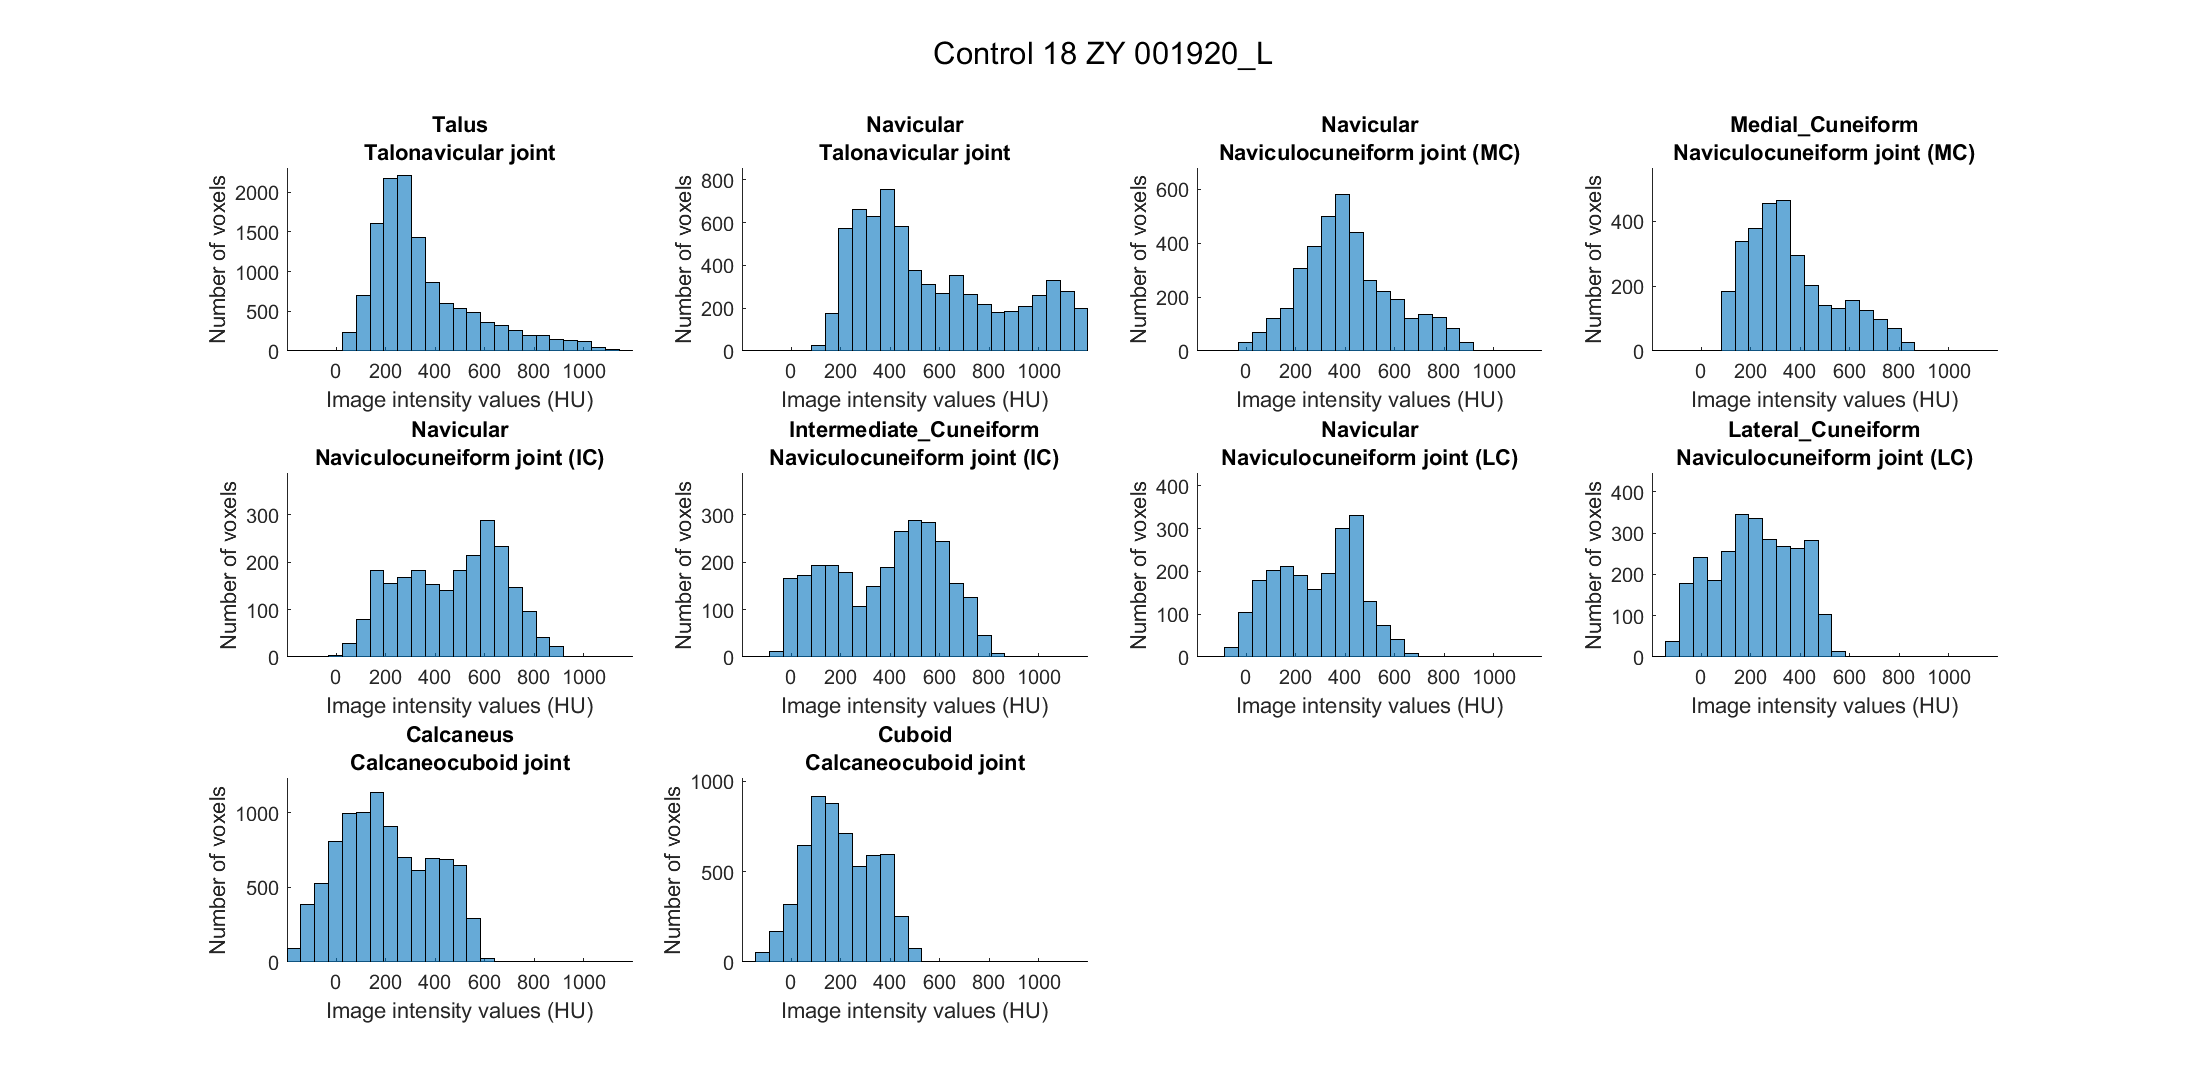 Control 18 ZY 001920_L
Talus
Talonavicular joint
Number of voxels
2000
1500
1000
500
0
0 200 400 600 800 1000
Image intensity values (HU)
Navicular
Talonavicular joint
Number of voxels
800
600
400
200
0
0 200 400 600 800 1000
Image intensity values (HU)
Navicular
Naviculocuneiform joint (MC)
Number of voxels
600
400
200
0
0 200 400 600 800 1000
Image intensity values (HU)
Medial_Cuneiform
Naviculocuneiform joint (MC)
Number of voxels
400
200
0
0 200 400 600 800 1000
Image intensity values (HU)
Navicular
Naviculocuneiform joint (IC)
Number of voxels
300
200
100
0
0 200 400 600 800 1000
Image intensity values (HU)
Intermediate_Cuneiform
Naviculocuneiform joint (IC)
Number of voxels
300
200
100
0
0 200 400 600 800 1000
Image intensity values (HU)
Navicular
Naviculocuneiform joint (LC)
Number of voxels
400
300
200
100
0
0 200 400 600 800 1000
Image intensity values (HU)
Lateral_Cuneiform
Naviculocuneiform joint (LC)
Number of voxels
400
300
200
100
0
0 200 400 600 800 1000
Image intensity values (HU)
Calcaneus
Calcaneocuboid joint
Number of voxels
1000
500
0
0 200 400 600 800 1000
Image intensity values (HU)
Cuboid
Calcaneocuboid joint
Number of voxels
1000
500
0
0 200 400 600 800 1000
Image intensity values (HU)